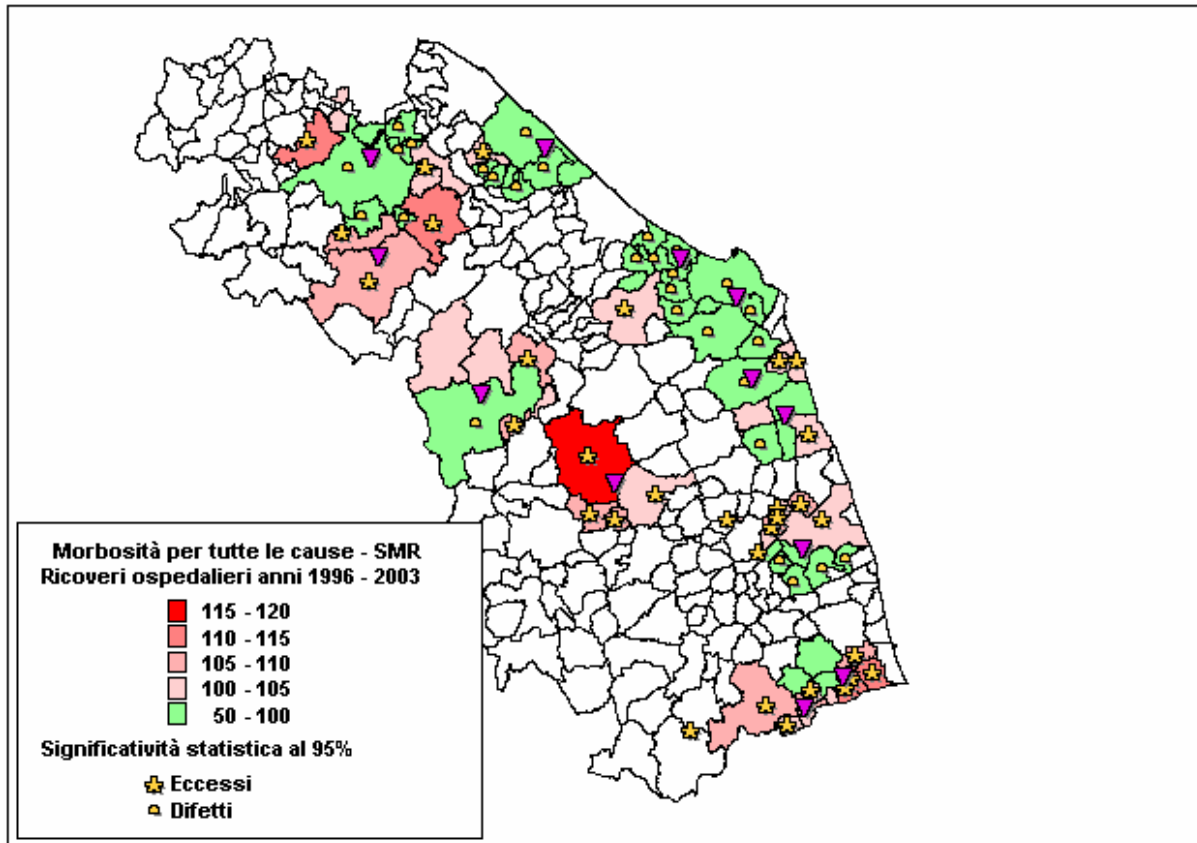 Morbosità per tutte le cause - SMR
Ricoveri ospedalieri anni 1996 - 2003
115 - 120
110 - 115
105 - 110
100 - 105
50 - 100
Significatività statistica al 95%
Eccessi
Difetti